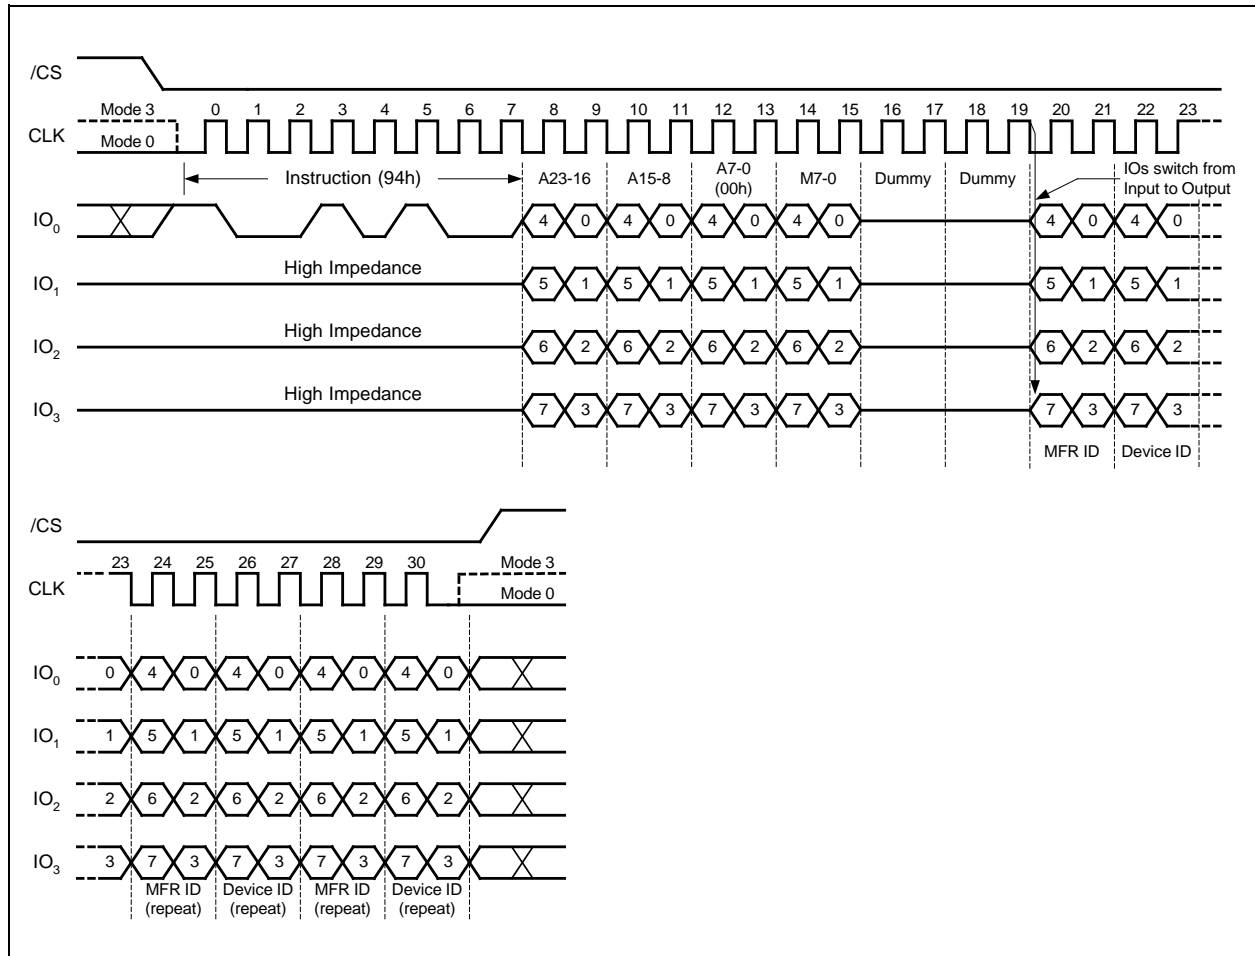 /CS
Mode 3 0 1 2 3 4 5 6 7 8 9 10 11 12 13 14 15 16 17 18 19 20 21 22 23
CLK
Mode 0
Instruction (94h) A23-16 A15-8 A7-0 (00h) M7-0 Dummy Dummy IOs switch from Input to Output
IO0 4 0 4 0 4 0 4 0 4 0 4 0
High Impedance
IO1 5 1 5 1 5 1 5 1 5 1 5 1
High Impedance
IO2 6 2 6 2 6 2 6 2 6 2 6 2
High Impedance
IO3 7 3 7 3 7 3 7 3 7 3 7 3
MFR ID Device ID
/CS
23 24 25 26 27 28 29 30 Mode 3
CLK
Mode 0
IO0 0 4 0 4 0 4 0 4 0
IO1 1 5 1 5 1 5 1 5 1
IO2 2 6 2 6 2 6 2 6 2
IO3 3 7 3 7 3 7 3 7 3
MFR ID Device ID MFR ID Device ID
(repeat) (repeat) (repeat) (repeat)